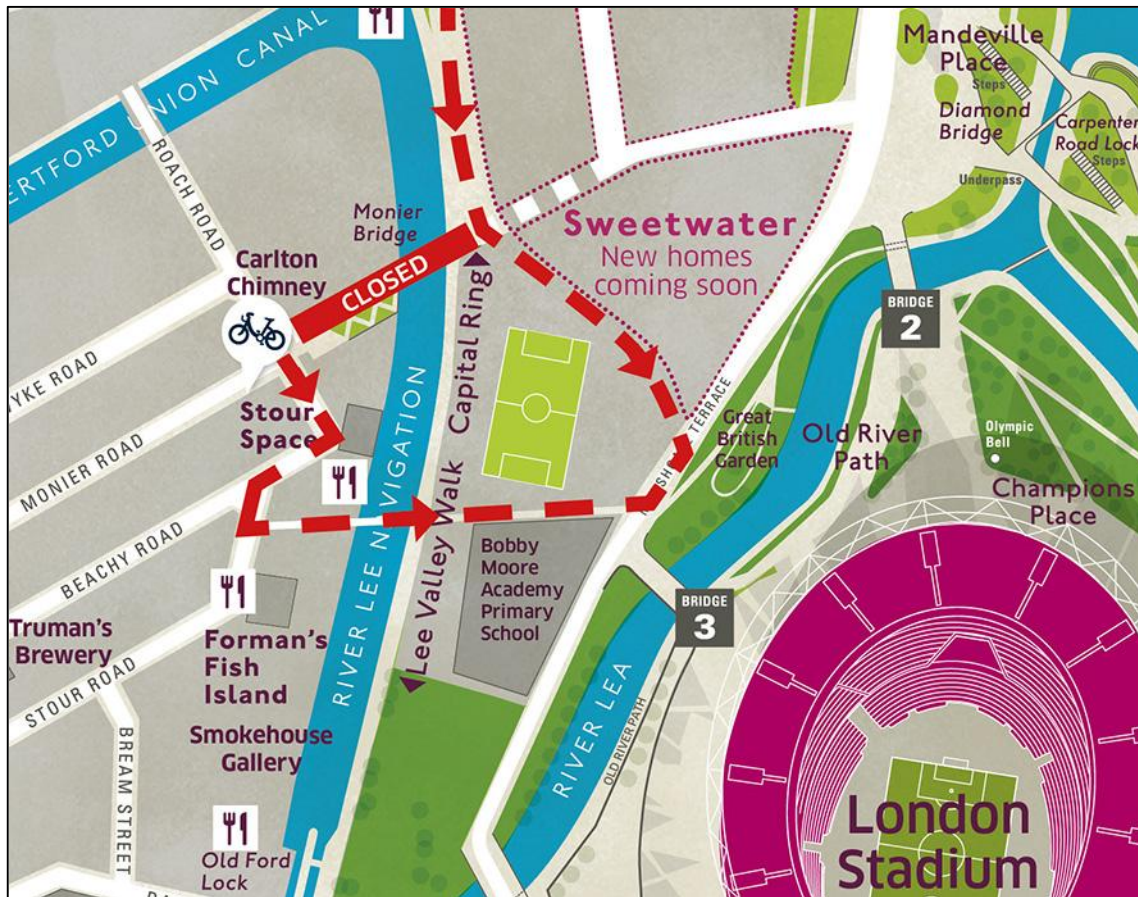 ERTFORD UNION CANAL
ROACH ROAD
Mandeville
Place
Steps
Diamond
Bridge
Carpenter
Road Lock
Steps
Underpass
Monier
Bridge
Sweetwater
New homes
coming soon
Carlton
Chimney
CLOSED
BRIDGE
2
YKE ROAD
Capital Ring
Stour
Space
MONIER ROAD
TERRACE
Great
British
Garden
Old River
Path
Olympic
Bell
Champions
Place
BEACHY ROAD
Lee Valley Walk
RIVER LEE N VIGATION
Bobby
Moore
Academy
Primary
School
BRIDGE
3
Truman's
Brewery
Forman's
Fish
Island
STOUR ROAD
Smokehouse
Gallery
RIVER LEA
OLD RIVER PATH
BREAM STREET
Old Ford
Lock
London
Stadium